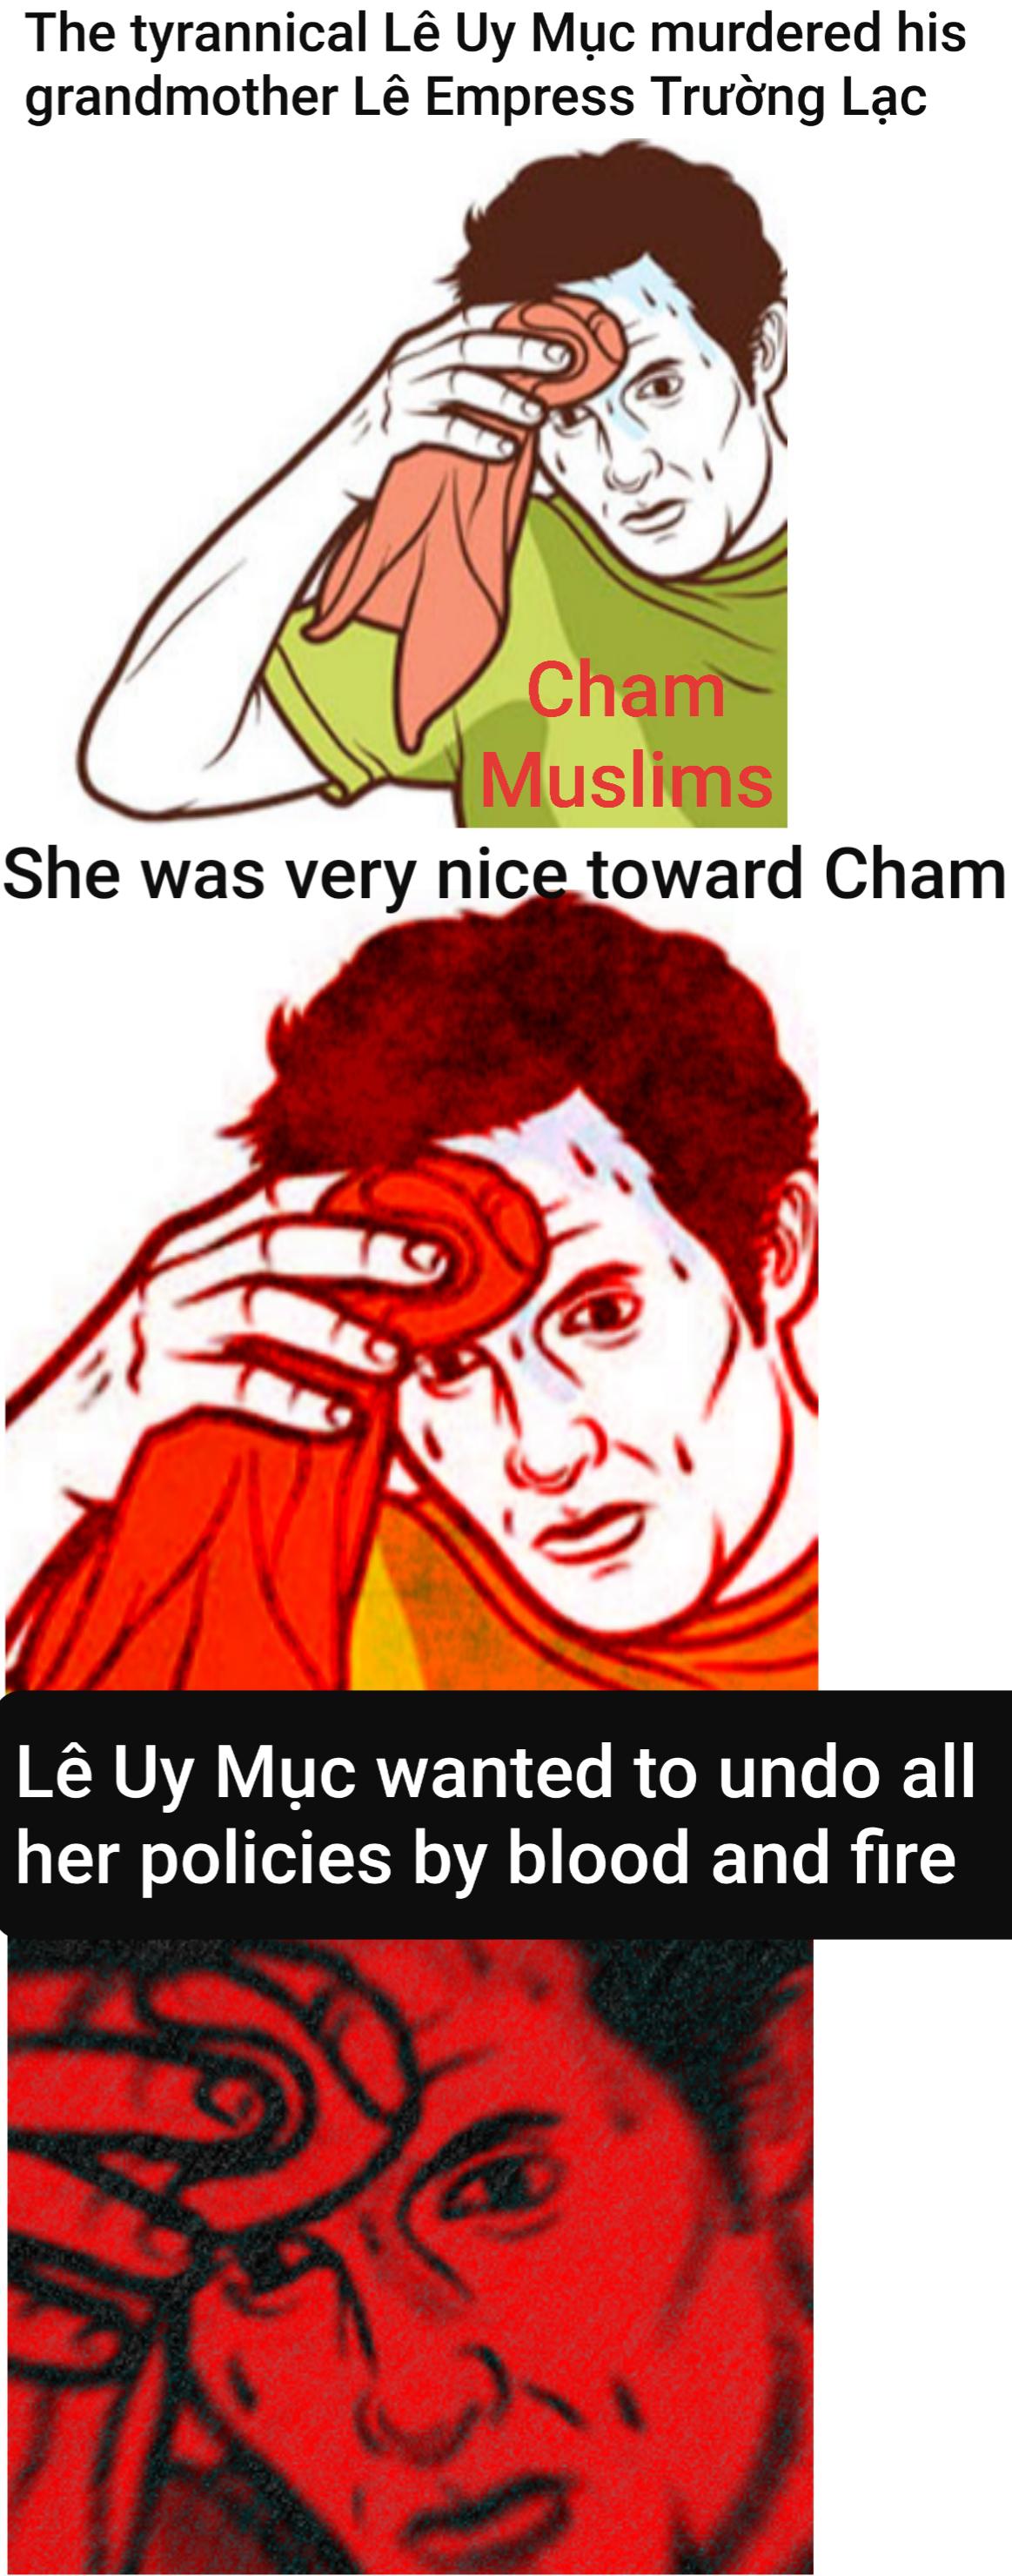 The tyrannical Lê Uy Mục murdered his
grandmother Lê Empress Trường Lạc
Cham
Muslims
She was very nice toward Cham
Lê Uy Mục wanted to undo all
her policies by blood and fire